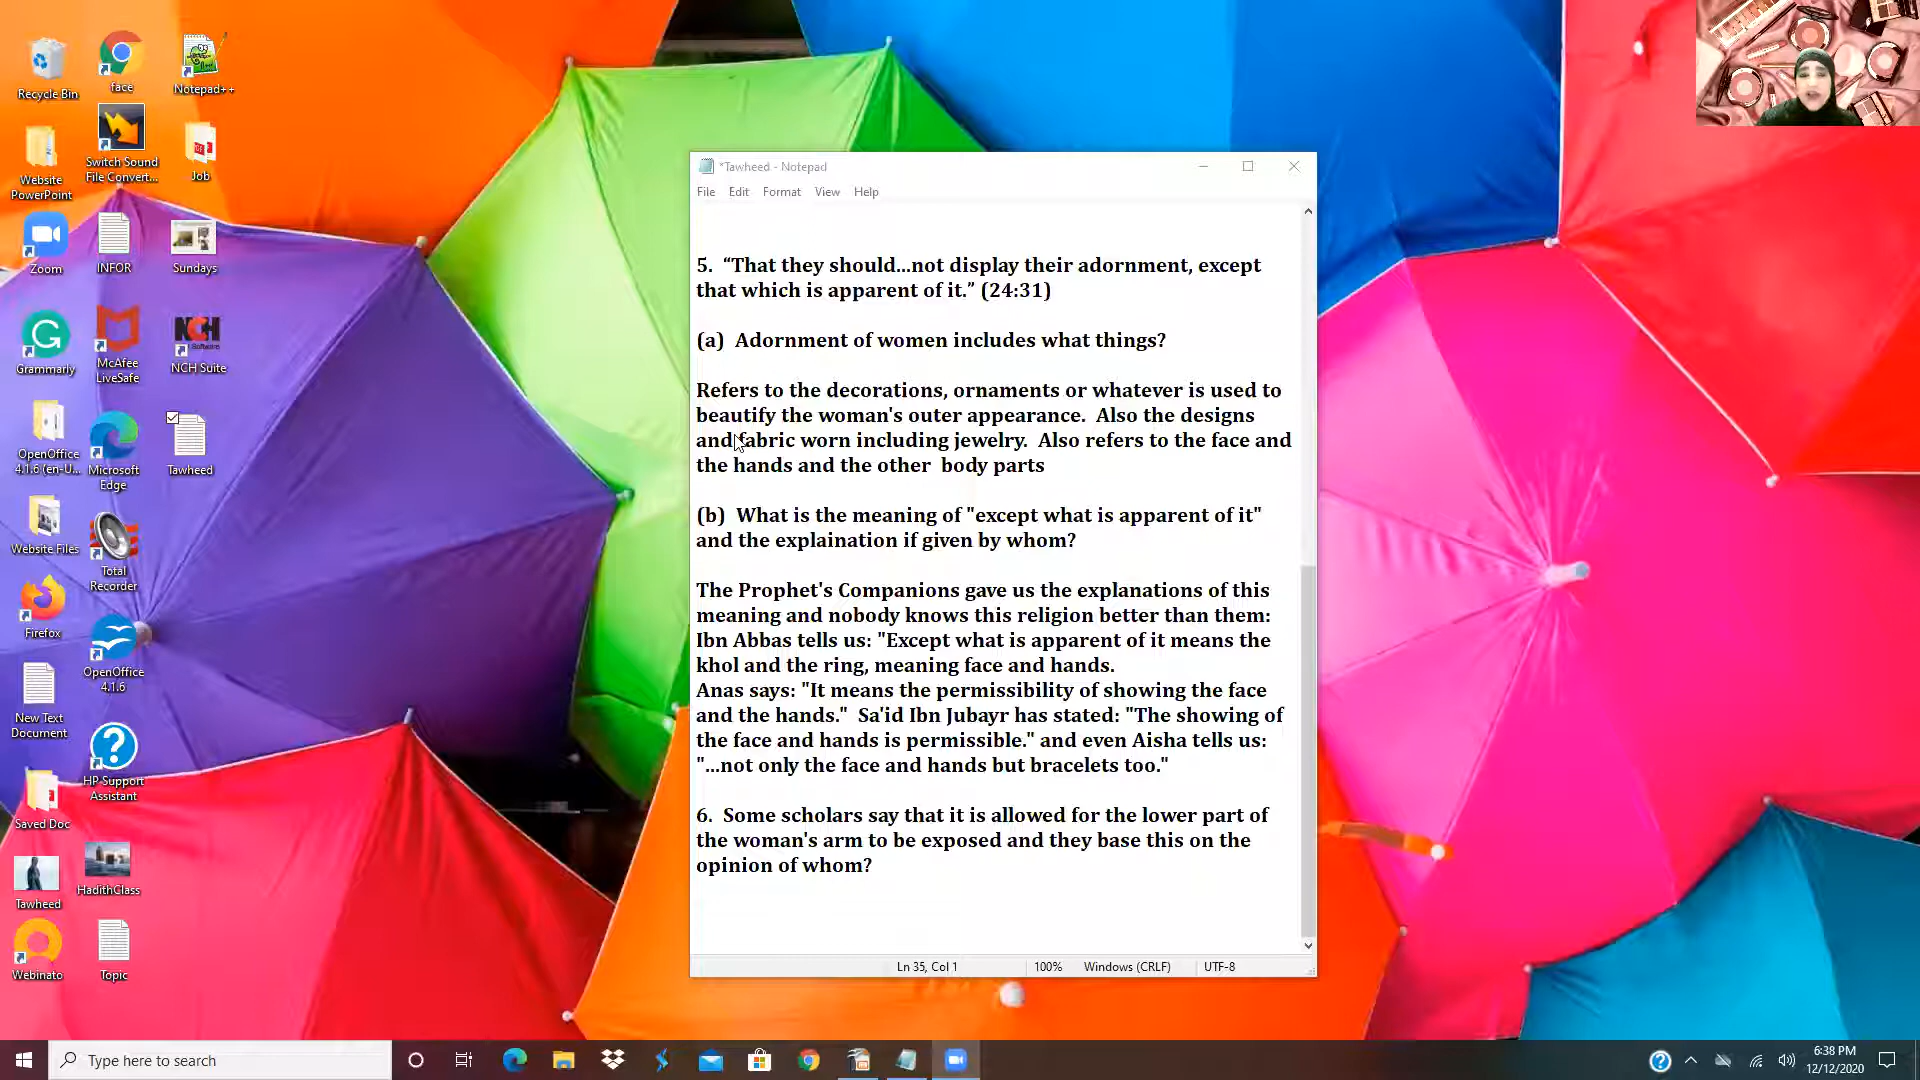 Recycle Bin
face
Notepad++
Website
PowerPoint
Switch Sound
File Convert...
Job
Zoom
INFOR
Sundays
Grammarly
McAfee
LiveSafe
NCH
Software
NCH Suite
OpenOffice
4.1.6 (en-U...
Microsoft
Edge
Tawheed
Website Files
Total
Recorder
Firefox
OpenOffice
4.1.6
New Text
Document
HP Support
Assistant
Saved Doc
Tawheed
HadithClass
Webinato
Topic
*Tawheed - Notepad
File Edit Format View Help
5.  “That they should...not display their adornment, except
that which is apparent of it.” (24:31)
(a)  Adornment of women includes what things?
Refers to the decorations, ornaments or whatever is used to
beautify the woman's outer appearance.  Also the designs
and fabric worn including jewelry.  Also refers to the face and
the hands and the other  body parts
(b)  What is the meaning of "except what is apparent of it"
and the explaination if given by whom?
The Prophet's Companions gave us the explanations of this
meaning and nobody knows this religion better than them:
Ibn Abbas tells us: "Except what is apparent of it means the
khol and the ring, meaning face and hands.
Anas says: "It means the permissibility of showing the face
and the hands."  Sa'id Ibn Jubayr has stated: "The showing of
the face and hands is permissible." and even Aisha tells us:
"...not only the face and hands but bracelets too."
6.  Some scholars say that it is allowed for the lower part of
the woman's arm to be exposed and they base this on the
opinion of whom?
Ln 35, Col 1 100% Windows (CRLF) UTF-8
Type here to search
6:38 PM
12/12/2020